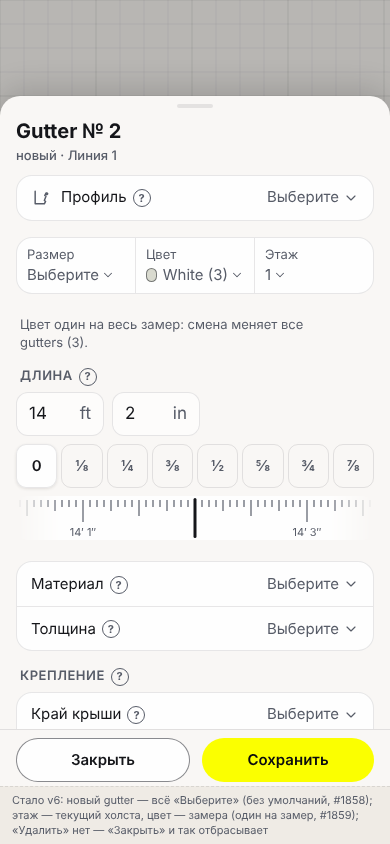 Gutter № 2
новый · Линия 1
Профиль ? Выберите
Размер Цвет Этаж
Выберите White (3) 1
Цвет один на весь замер: смена меняет все
gutters (3).
ДЛИНА ?
14 ft 2 in
0 ⅛ ¼ ⅜ ½ ⅝ ¾ ⅞
14′ 1″ 14′ 3″
Материал ? Выберите
Толщина ? Выберите
КРЕПЛЕНИЕ ?
Край крыши ? Выберите
Закрыть Сохранить
Стало v6: новый gutter — всё «Выберите» (без умолчаний, #1858);
этаж — текущий холста, цвет — замера (один на замер, #1859);
«Удалить» нет — «Закрыть» и так отбрасывает